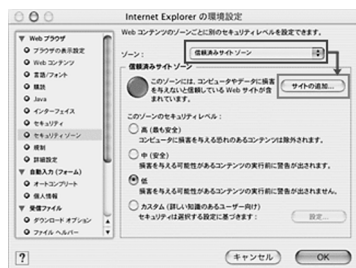 Internet Explorer の環境設定
Web ブラウザ
ブラウザの表示設定
Web コンテンツ
言語/フォント
購読
Java
インターフェイス
セキュリティ
セキュリティゾーン
規制
詳細設定
自動入力 (フォーム)
オートコンプリート
個人情報
受信ファイル
ダウンロード オプション
ファイル ヘルパー
Web コンテンツのゾーンごとに別のセキュリティレベルを設定できます。
ゾーン:
信頼済みサイト ゾーン
信頼済みサイト ゾーン
このゾーンには、コンピュータやデータに損害
を与えないと信頼している Web サイトが含
まれています。
サイトの追加...
このゾーンのセキュリティレベル:
高 (最も安全)
コンピュータに損害を与える恐れのあるコンテンツは除外されます。
中 (安全)
損害を与える可能性があるコンテンツの実行前に警告が出されます。
低
損害を与える可能性があるコンテンツの実行前に警告が出されません。
カスタム (詳しい知識のあるユーザー向け)
セキュリティは選択する設定に基づきます:
設定...
?
キャンセル
OK